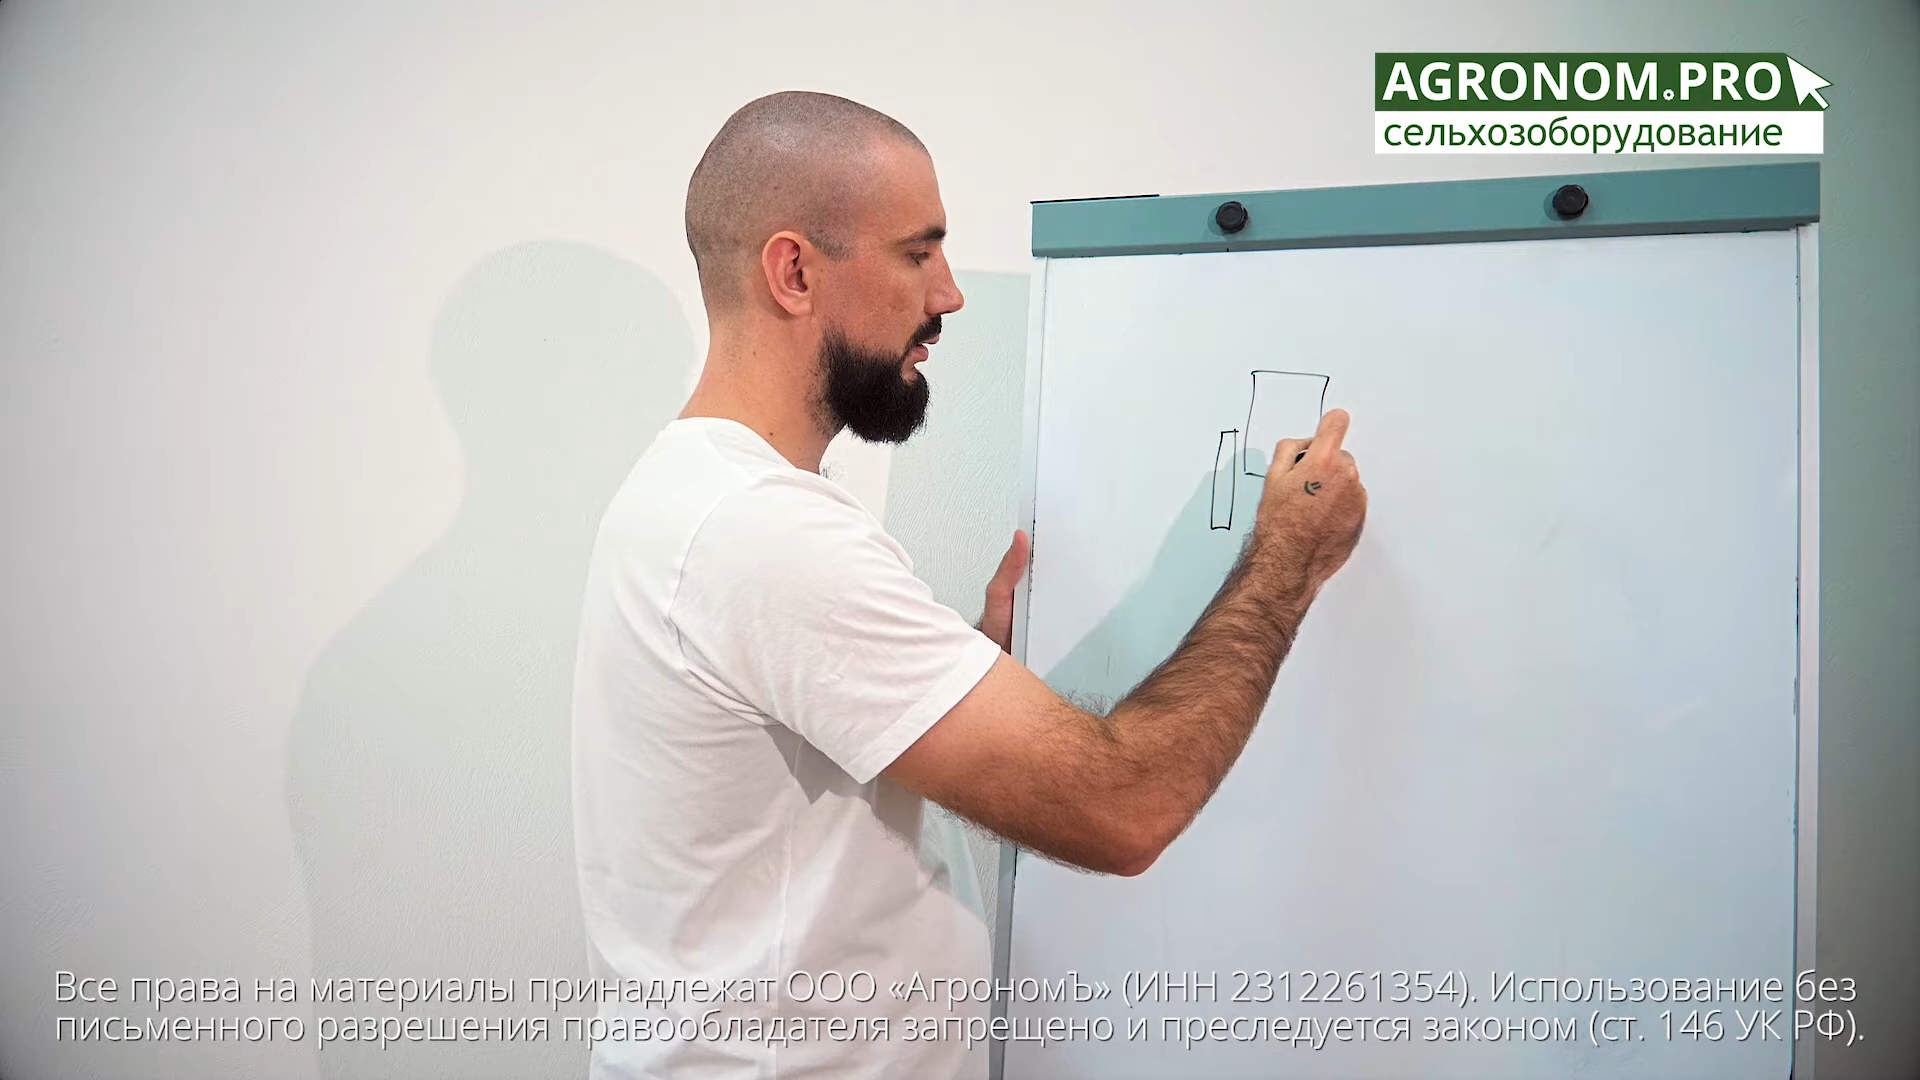 AGRONOM.PRO
сельхозоборудование
Все права на материалы принадлежат ООО «АгрономЪ» (ИНН 2312261354). Использование без
письменного разрешения правообладателя запрещено и преследуется законом (ст. 146 УК РФ).